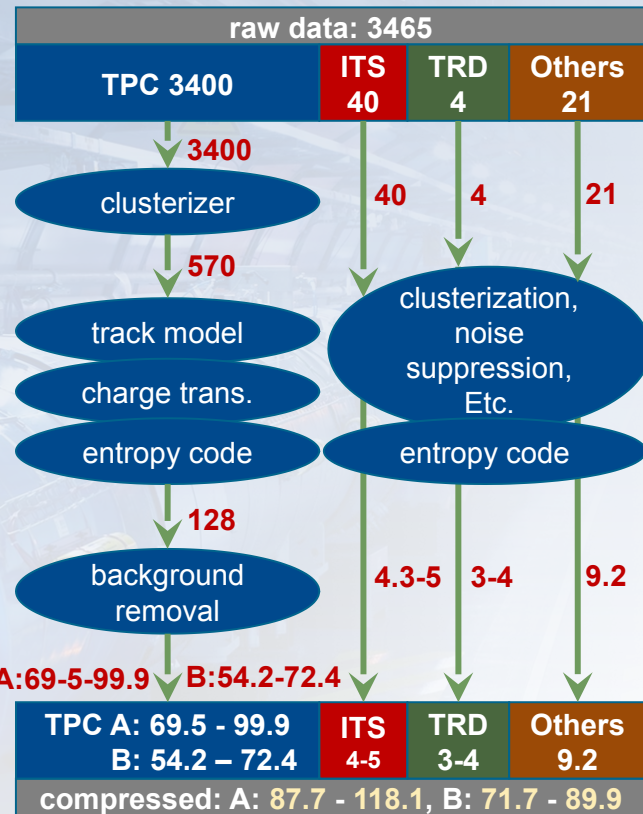 raw data: 3465
TPC 3400
ITS
40
TRD
4
Others
21
3400
clusterizer
40
4
21
570
track model
charge trans.
entropy code
clusterization,
noise
suppression,
Etc.
entropy code
128
background
removal
4.3-5
3-4
9.2
A:69-5-99.9
B:54.2-72.4
TPC A: 69.5 - 99.9
B: 54.2 – 72.4
ITS
4-5
TRD
3-4
Others
9.2
compressed: A: 87.7 - 118.1, B: 71.7 - 89.9